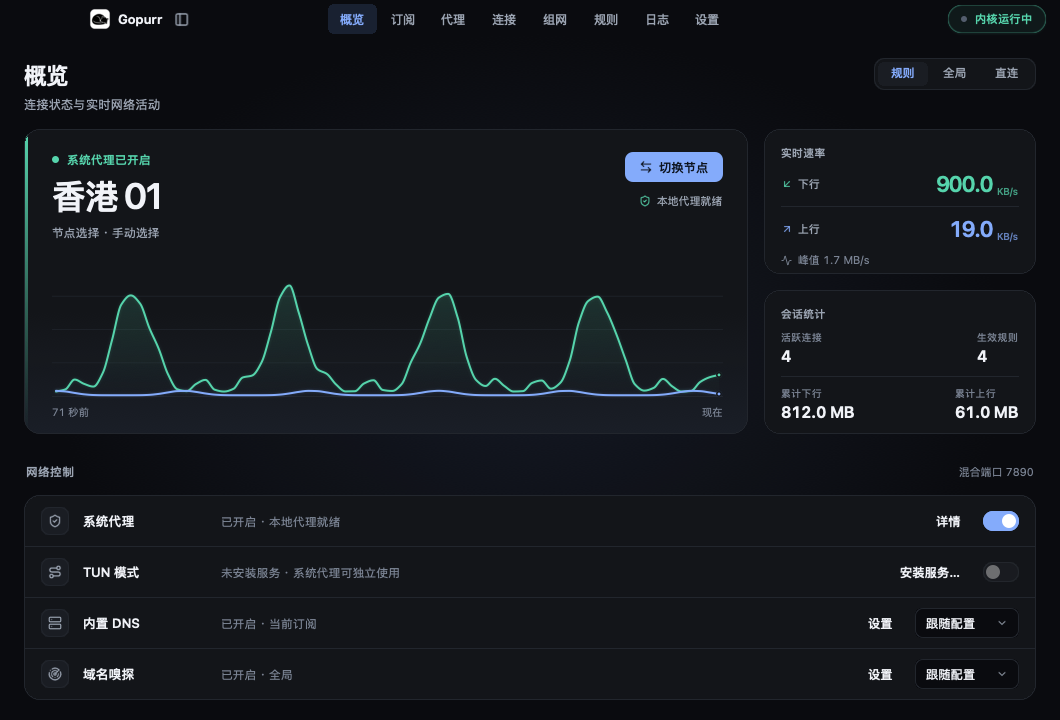 Gopurr
概览 订阅 代理 连接 组网 规则 日志 设置
内核运行中
概览
连接状态与实时网络活动
规则 全局 直连
系统代理已开启
香港 01
节点选择 · 手动选择
切换节点
本地代理就绪
71 秒前
现在
实时速率
下行 900.0 KB/s
上行 19.0 KB/s
峰值 1.7 MB/s
会话统计
活跃连接 生效规则
4 4
累计下行 累计上行
812.0 MB 61.0 MB
网络控制
混合端口 7890
系统代理 已开启 · 本地代理就绪 详情
TUN 模式 未安装服务 · 系统代理可独立使用 安装服务...
内置 DNS 已开启 · 当前订阅 设置 跟随配置
域名嗅探 已开启 · 全局 设置 跟随配置